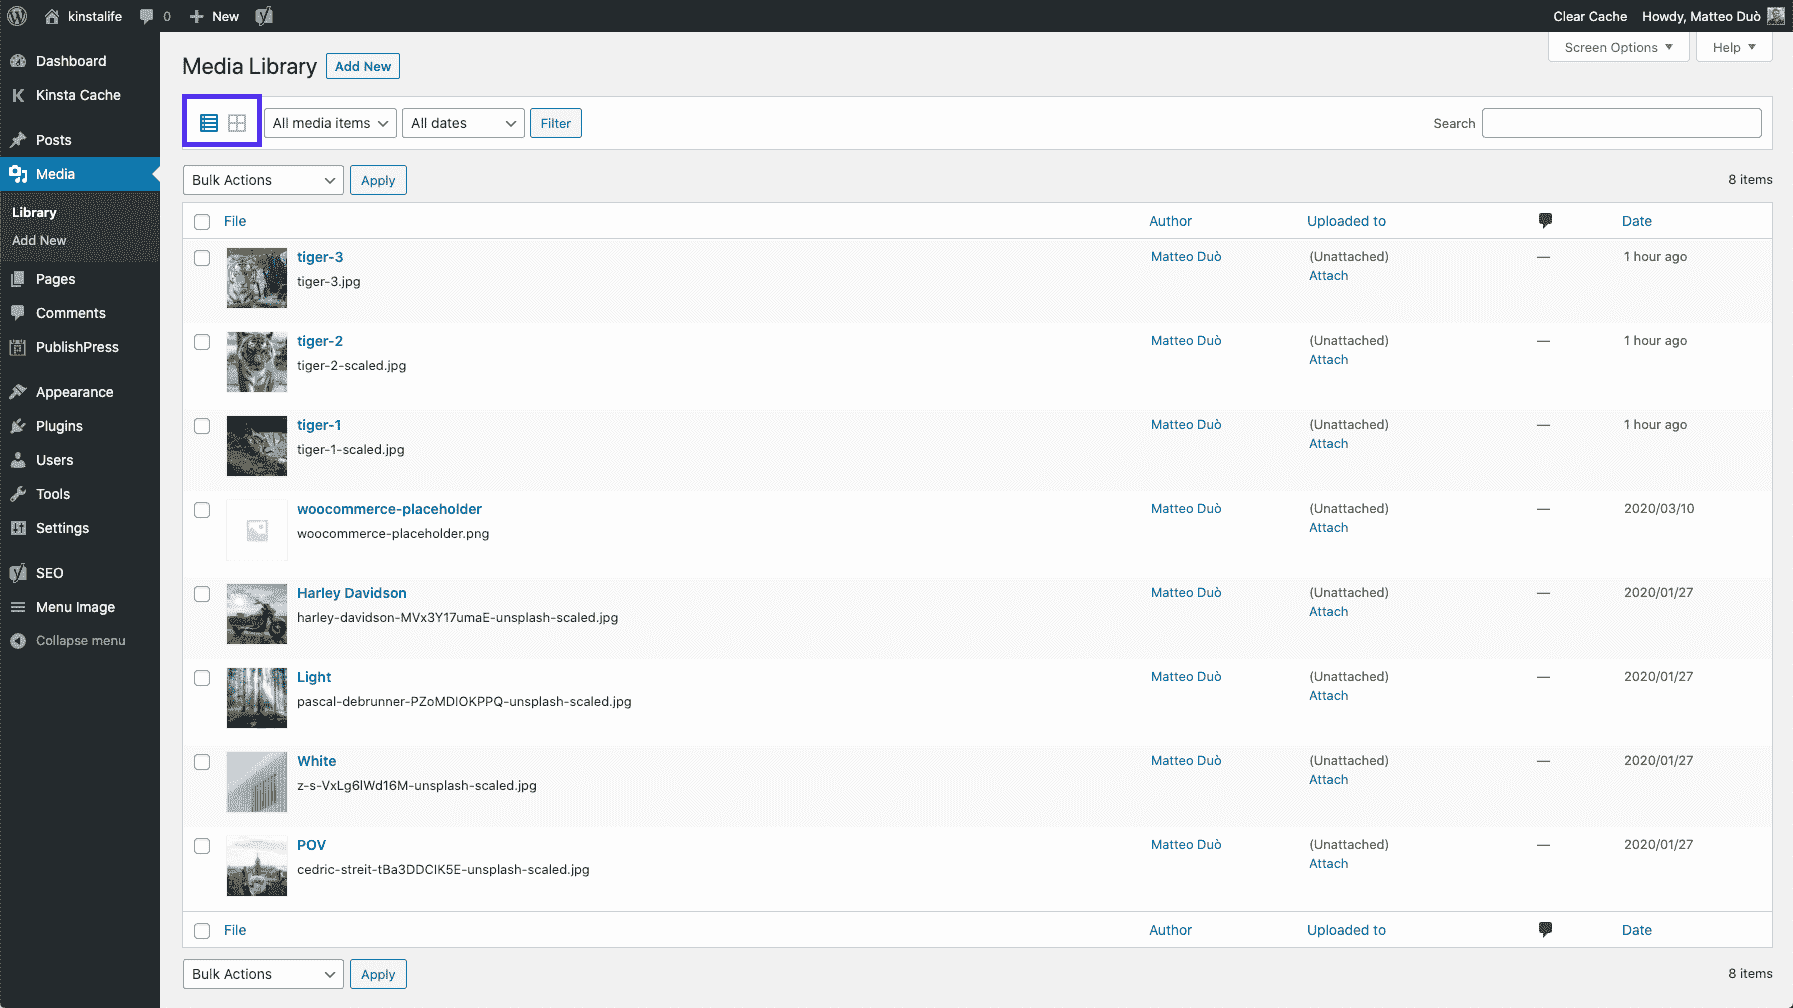 kinstalife 0 New Clear Cache Howdy, Matteo Duò
Dashboard
Kinsta Cache
Posts
Media
Library
Add New
Pages
Comments
PublishPress
Appearance
Plugins
Users
Tools
Settings
SEO
Menu Image
Collapse menu
Screen Options Help
Media Library Add New
All media items All dates Filter Search
Bulk Actions Apply 8 items
File Author Uploaded to Date
tiger-3 Matteo Duò (Unattached) — 1 hour ago
tiger-3.jpg Attach
tiger-2 Matteo Duò (Unattached) — 1 hour ago
tiger-2-scaled.jpg Attach
tiger-1 Matteo Duò (Unattached) — 1 hour ago
tiger-1-scaled.jpg Attach
woocommerce-placeholder Matteo Duò (Unattached) — 2020/03/10
woocommerce-placeholder.png Attach
Harley Davidson Matteo Duò (Unattached) — 2020/01/27
harley-davidson-MVx3Y17umaE-unsplash-scaled.jpg Attach
Light Matteo Duò (Unattached) — 2020/01/27
pascal-debrunner-PZoMDIOKPPQ-unsplash-scaled.jpg Attach
White Matteo Duò (Unattached) — 2020/01/27
z-s-VxLg6lWd16M-unsplash-scaled.jpg Attach
POV Matteo Duò (Unattached) — 2020/01/27
cedric-streit-tBa3DDCIK5E-unsplash-scaled.jpg Attach
File Author Uploaded to Date
Bulk Actions Apply 8 items